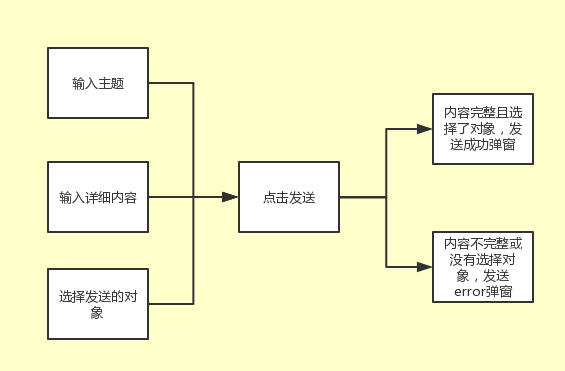 输入主题
输入详细内容
选择发送的对
象
点击发送
内容完整且选
择了对象，发
送成功弹窗
内容不完整或
没有选择对
象，发送
error弹窗